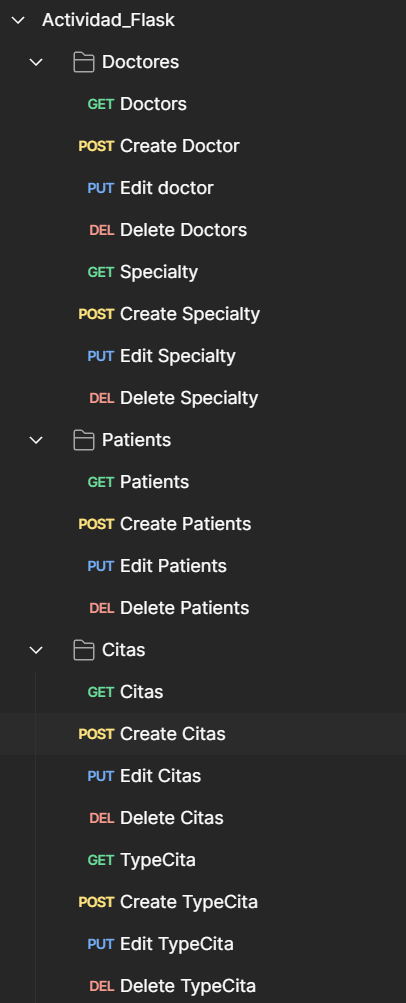 Actividad_Flask
Doctores
GET Doctors
POST Create Doctor
PUT Edit doctor
DEL Delete Doctors
GET Specialty
POST Create Specialty
PUT Edit Specialty
DEL Delete Specialty
Patients
GET Patients
POST Create Patients
PUT Edit Patients
DEL Delete Patients
Citas
GET Citas
POST Create Citas
PUT Edit Citas
DEL Delete Citas
GET TypeCita
POST Create TypeCita
PUT Edit TypeCita
DEL Delete TypeCita